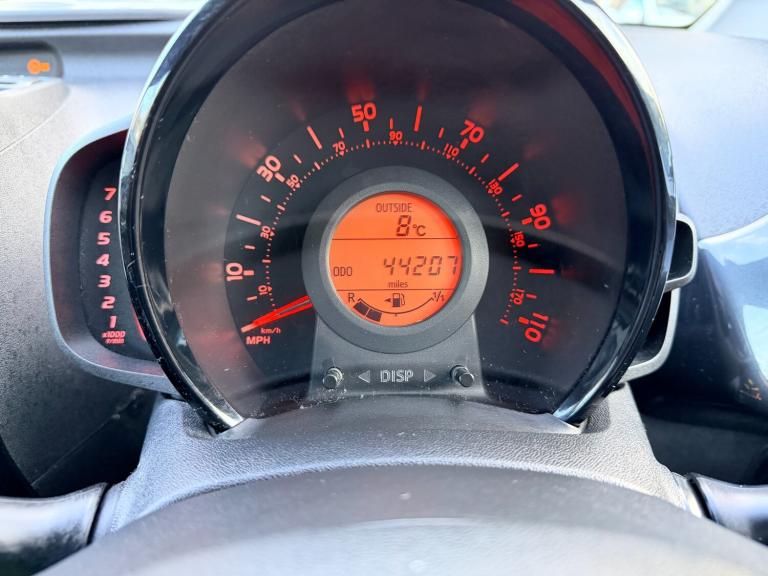 OUTSIDE
8°C
ODO 44207
miles
R 1/1
DISP
10 30 50 70 90 110
10 30 50 70 90 110 130 150 170
km/h
MPH
7
6
5
4
3
2
1
x1000
r/min